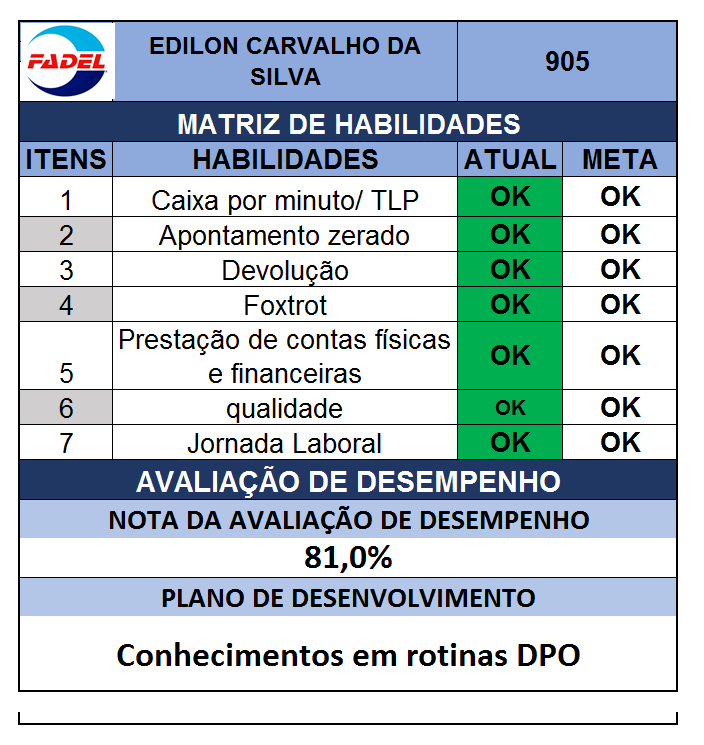 FADEL
EDILON CARVALHO DA
SILVA
905
MATRIZ DE HABILIDADES
ITENS HABILIDADES ATUAL META
1 Caixa por minuto/ TLP OK OK
2 Apontamento zerado OK OK
3 Devolução OK OK
4 Foxtrot OK OK
Prestação de contas físicas
5 e financeiras OK OK
6 qualidade OK OK
7 Jornada Laboral OK OK
AVALIAÇÃO DE DESEMPENHO
NOTA DA AVALIAÇÃO DE DESEMPENHO
81,0%
PLANO DE DESENVOLVIMENTO
Conhecimentos em rotinas DPO